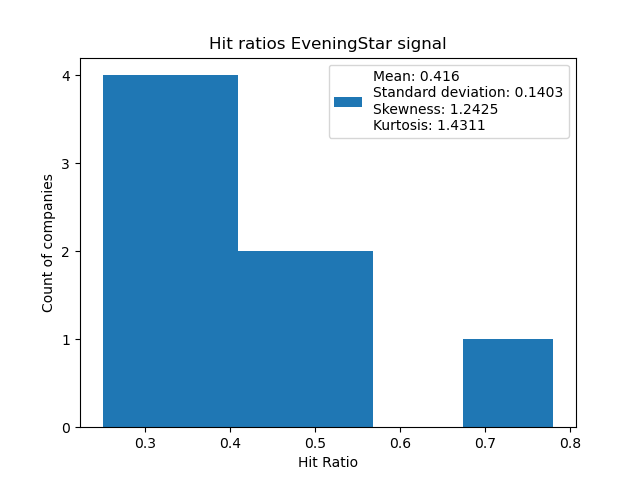 Hit ratios EveningStar signal
Mean: 0.416
Standard deviation: 0.1403
Skewness: 1.2425
Kurtosis: 1.4311
Count of companies
4
3
2
1
0
0.3 0.4 0.5 0.6 0.7 0.8
Hit Ratio